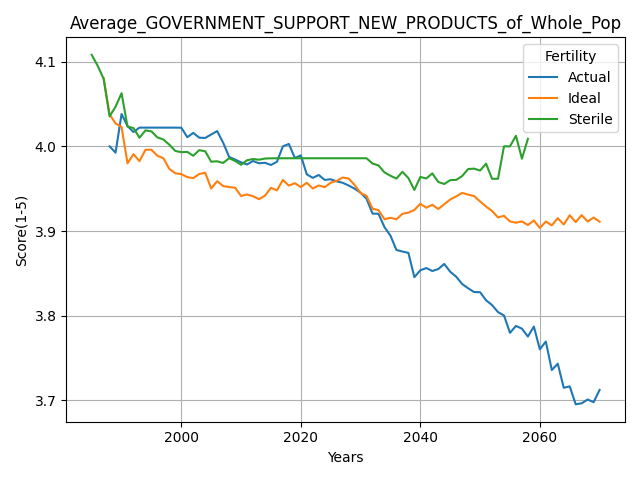 Average_GOVERNMENT_SUPPORT_NEW_PRODUCTS_of_Whole_Pop
Fertility
Actual
Ideal
Sterile
Score(1-5)
4.1
4.0
3.9
3.8
3.7
2000 2020 2040 2060
Years